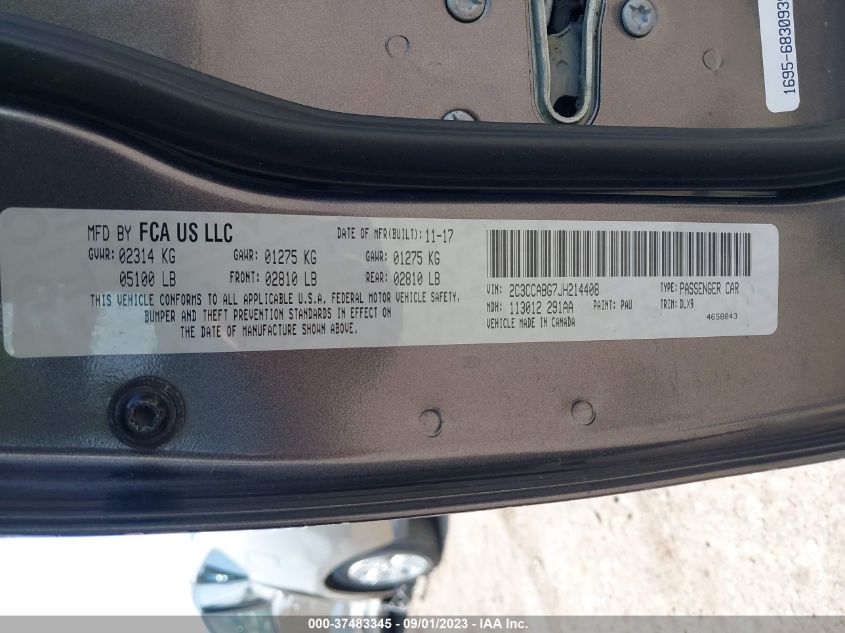 1695-6830939
MFD BY FCA US LLC
DATE OF MFR(BUILT): 11-17
GVWR: 02314 KG GAWR: 01275 KG GAWR: 01275 KG
05100 LB FRONT: 02810 LB REAR: 02810 LB
THIS VEHICLE CONFORMS TO ALL APPLICABLE U.S.A. FEDERAL MOTOR VEHICLE SAFETY,
BUMPER AND THEFT PREVENTION STANDARDS IN EFFECT ON
THE DATE OF MANUFACTURE SHOWN ABOVE.
VIN: 2C3CCABG7JH214408 TYPE: PASSENGER CAR
MDH: 113012 291AA PAINT: PAU TRIM: DLX9
VEHICLE MADE IN CANADA 4658843
000-37483345 - 09/01/2023 - IAA Inc.